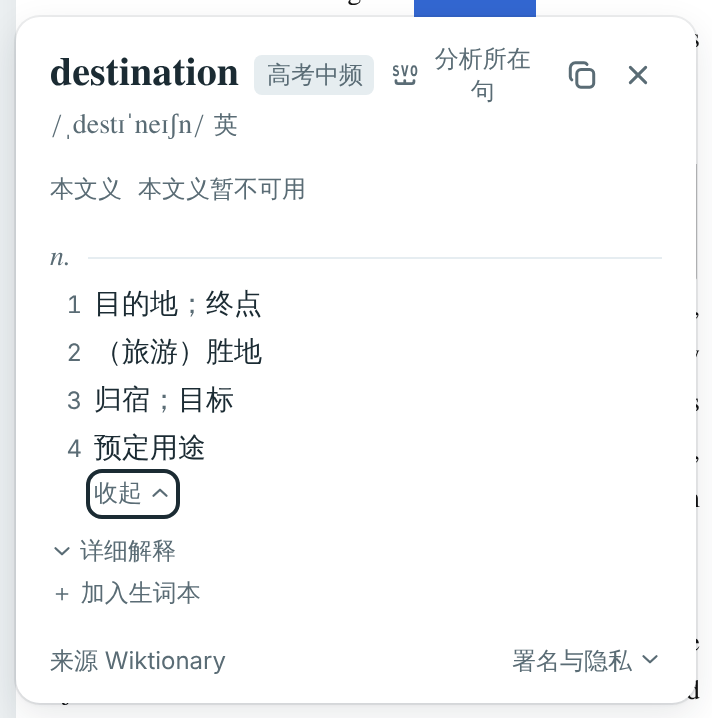 destination 高考中频 SVO 分析所在句
/ˌdestɪˈneɪʃn/ 英
本文义 本文义暂不可用
n.
1 目的地；终点
2 （旅游）胜地
3 归宿；目标
4 预定用途
收起
详细解释
+ 加入生词本
来源 Wiktionary 署名与隐私